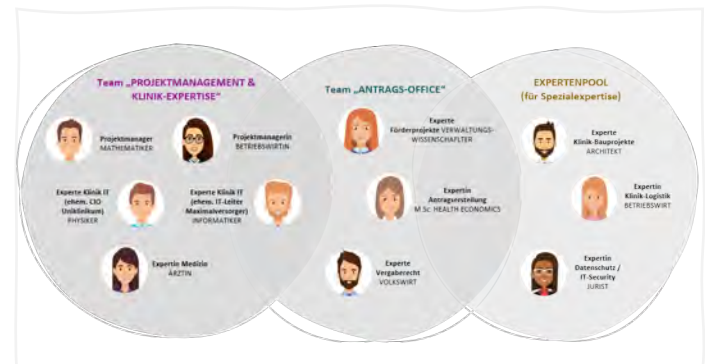 Team „PROJEKTMANAGEMENT &
KLINIK-EXPERTISE“
Projektmanager
MATHEMATIKER
Projektmanagerin
BETRIEBSWIRTIN
Experte Klinik IT
(ehem. CIO
Uniklinikum)
PHYSIKER
Experte Klinik IT
(ehem. IT-Leiter
Maximalversorger)
INFORMATIKER
Expertin Medizin
ÄRZTIN
Team „ANTRAGS-OFFICE“
Experte
Förderprojekte VERWALTUNGS-
WISSENSCHAFTLER
Expertin
Antragserstellung
M.Sc. HEALTH ECONOMICS
Experte
Vergaberecht
VOLKSWIRT
EXPERTENPOOL
(für Spezialexpertise)
Experte
Klinik-Bauprojekte
ARCHITEKT
Expertin
Klinik-Logistik
BETRIEBSWIRT
Expertin
Datenschutz /
IT-Security
JURIST